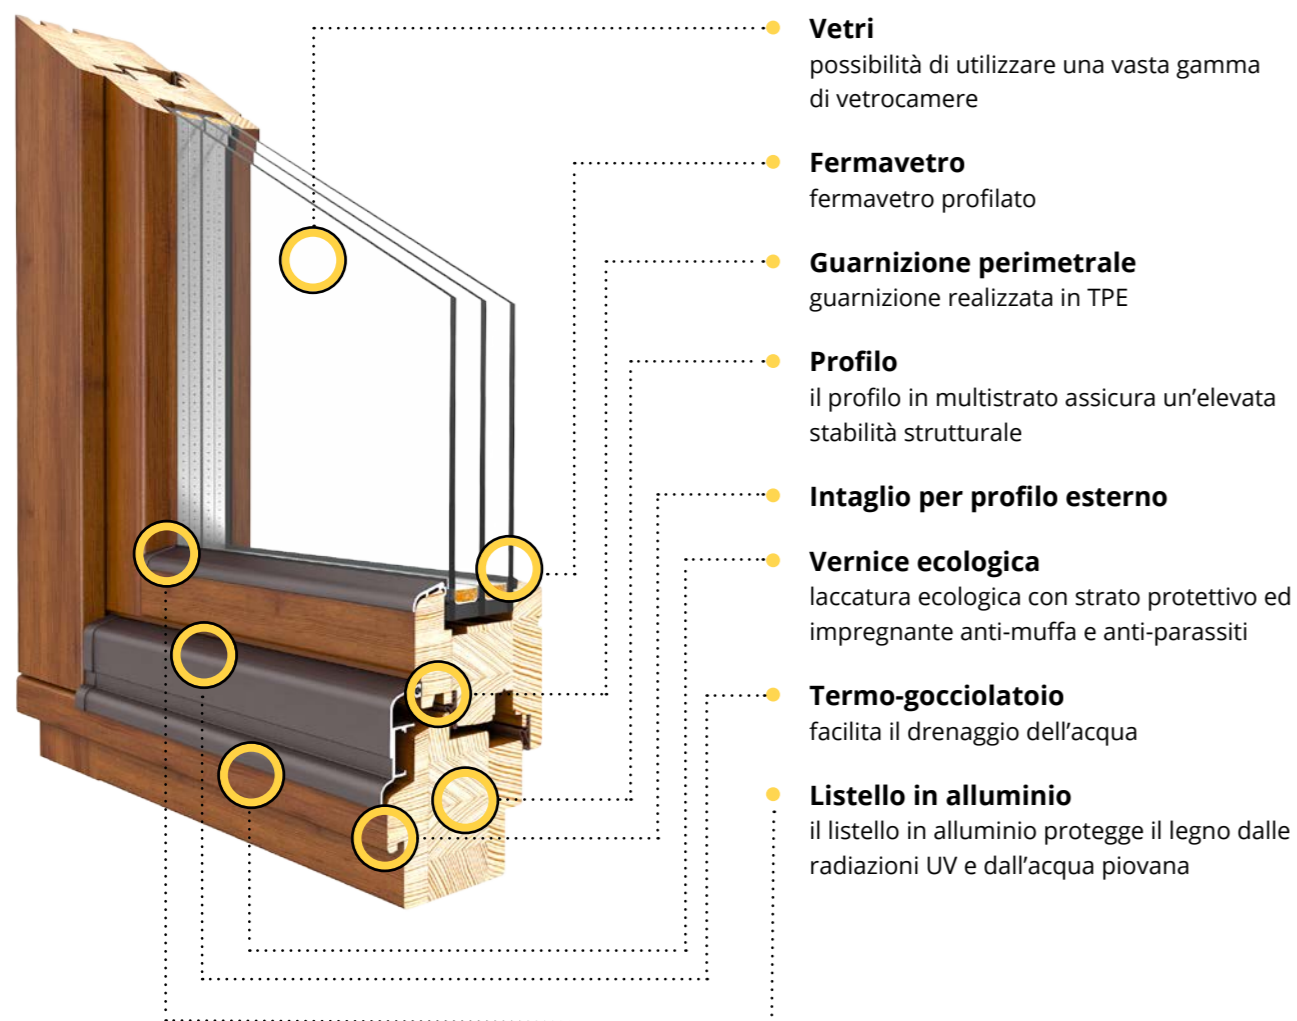 Vetri
possibilità di utilizzare una vasta gamma
di vetrocamere
Fermavetro
fermavetro profilato
Guarnizione perimetrale
guarnizione realizzata in TPE
Profilo
il profilo in multistrato assicura un’elevata
stabilità strutturale
Intaglio per profilo esterno
Vernice ecologica
laccatura ecologica con strato protettivo ed
impregnante anti-muffa e anti-parassiti
Termo-gocciolatoio
facilita il drenaggio dell’acqua
Listello in alluminio
il listello in alluminio protegge il legno dalle
radiazioni UV e dall’acqua piovana